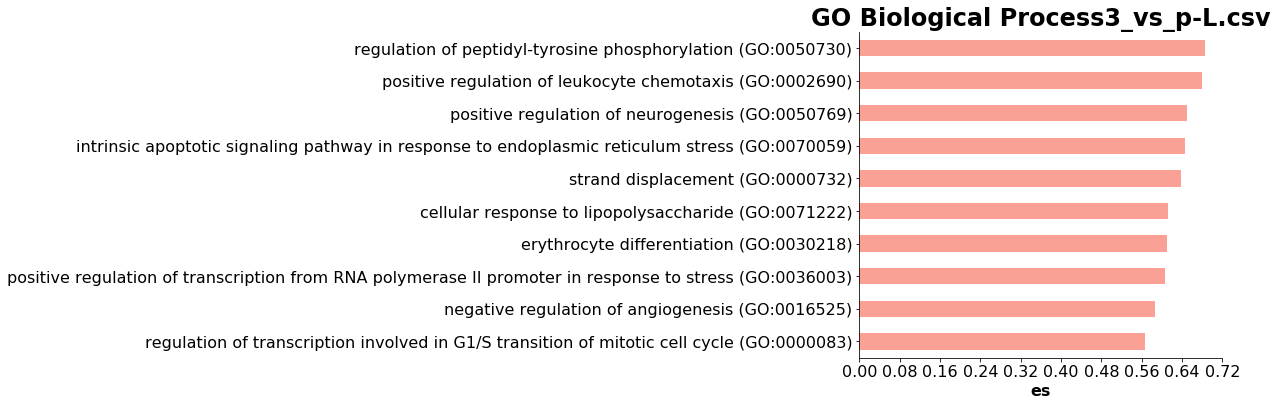 GO Biological Process3_vs_p-L.csv
regulation of peptidyl-tyrosine phosphorylation (GO:0050730)
positive regulation of leukocyte chemotaxis (GO:0002690)
positive regulation of neurogenesis (GO:0050769)
intrinsic apoptotic signaling pathway in response to endoplasmic reticulum stress (GO:0070059)
strand displacement (GO:0000732)
cellular response to lipopolysaccharide (GO:0071222)
erythrocyte differentiation (GO:0030218)
positive regulation of transcription from RNA polymerase II promoter in response to stress (GO:0036003)
negative regulation of angiogenesis (GO:0016525)
regulation of transcription involved in G1/S transition of mitotic cell cycle (GO:0000083)
0.00 0.08 0.16 0.24 0.32 0.40 0.48 0.56 0.64 0.72
es